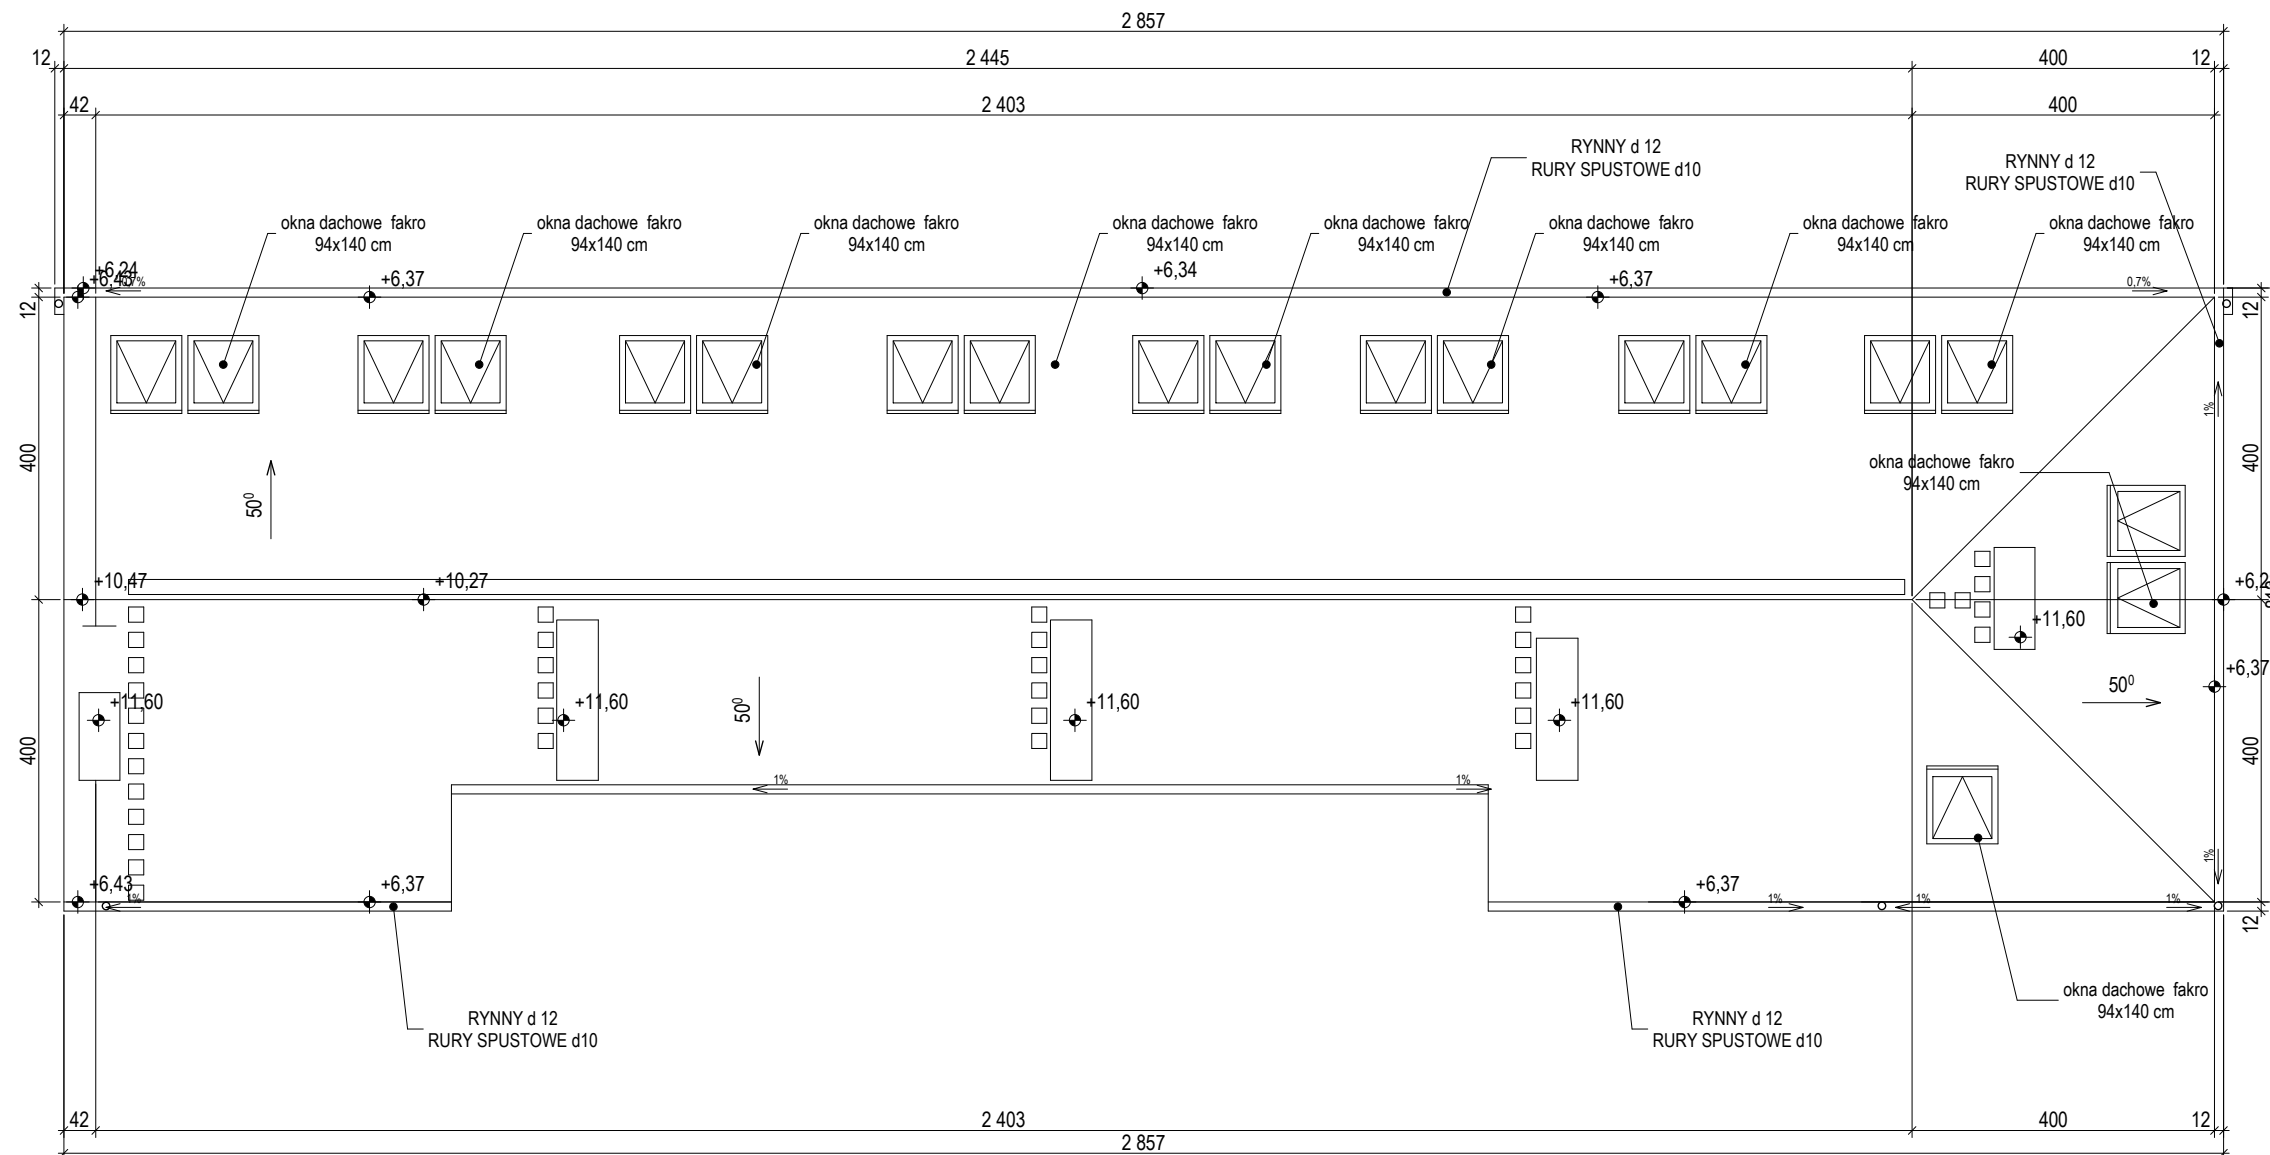 2 857
12
2 445
400
12
42
2 403
400
RYNNY d 12
RURY SPUSTOWE d10
RYNNY d 12
RURY SPUSTOWE d10
okna dachowe fakro
94x140 cm
okna dachowe fakro
94x140 cm
okna dachowe fakro
94x140 cm
okna dachowe fakro
94x140 cm
okna dachowe fakro
94x140 cm
okna dachowe fakro
94x140 cm
okna dachowe fakro
94x140 cm
okna dachowe fakro
94x140 cm
+6,24
+6,43
+6,37
+6,34
+6,37
0,7%
12
12
1%
400
400
50⁰
okna dachowe fakro
94x140 cm
+10,47
+10,27
+11,60
+6,37
50⁰
+11,60
+11,60
+11,60
+11,60
50⁰
400
400
1%
1%
1%
+6,43
+6,37
+6,37
1%
1%
1%
1%
12
okna dachowe fakro
94x140 cm
RYNNY d 12
RURY SPUSTOWE d10
RYNNY d 12
RURY SPUSTOWE d10
42
2 403
400
12
2 857